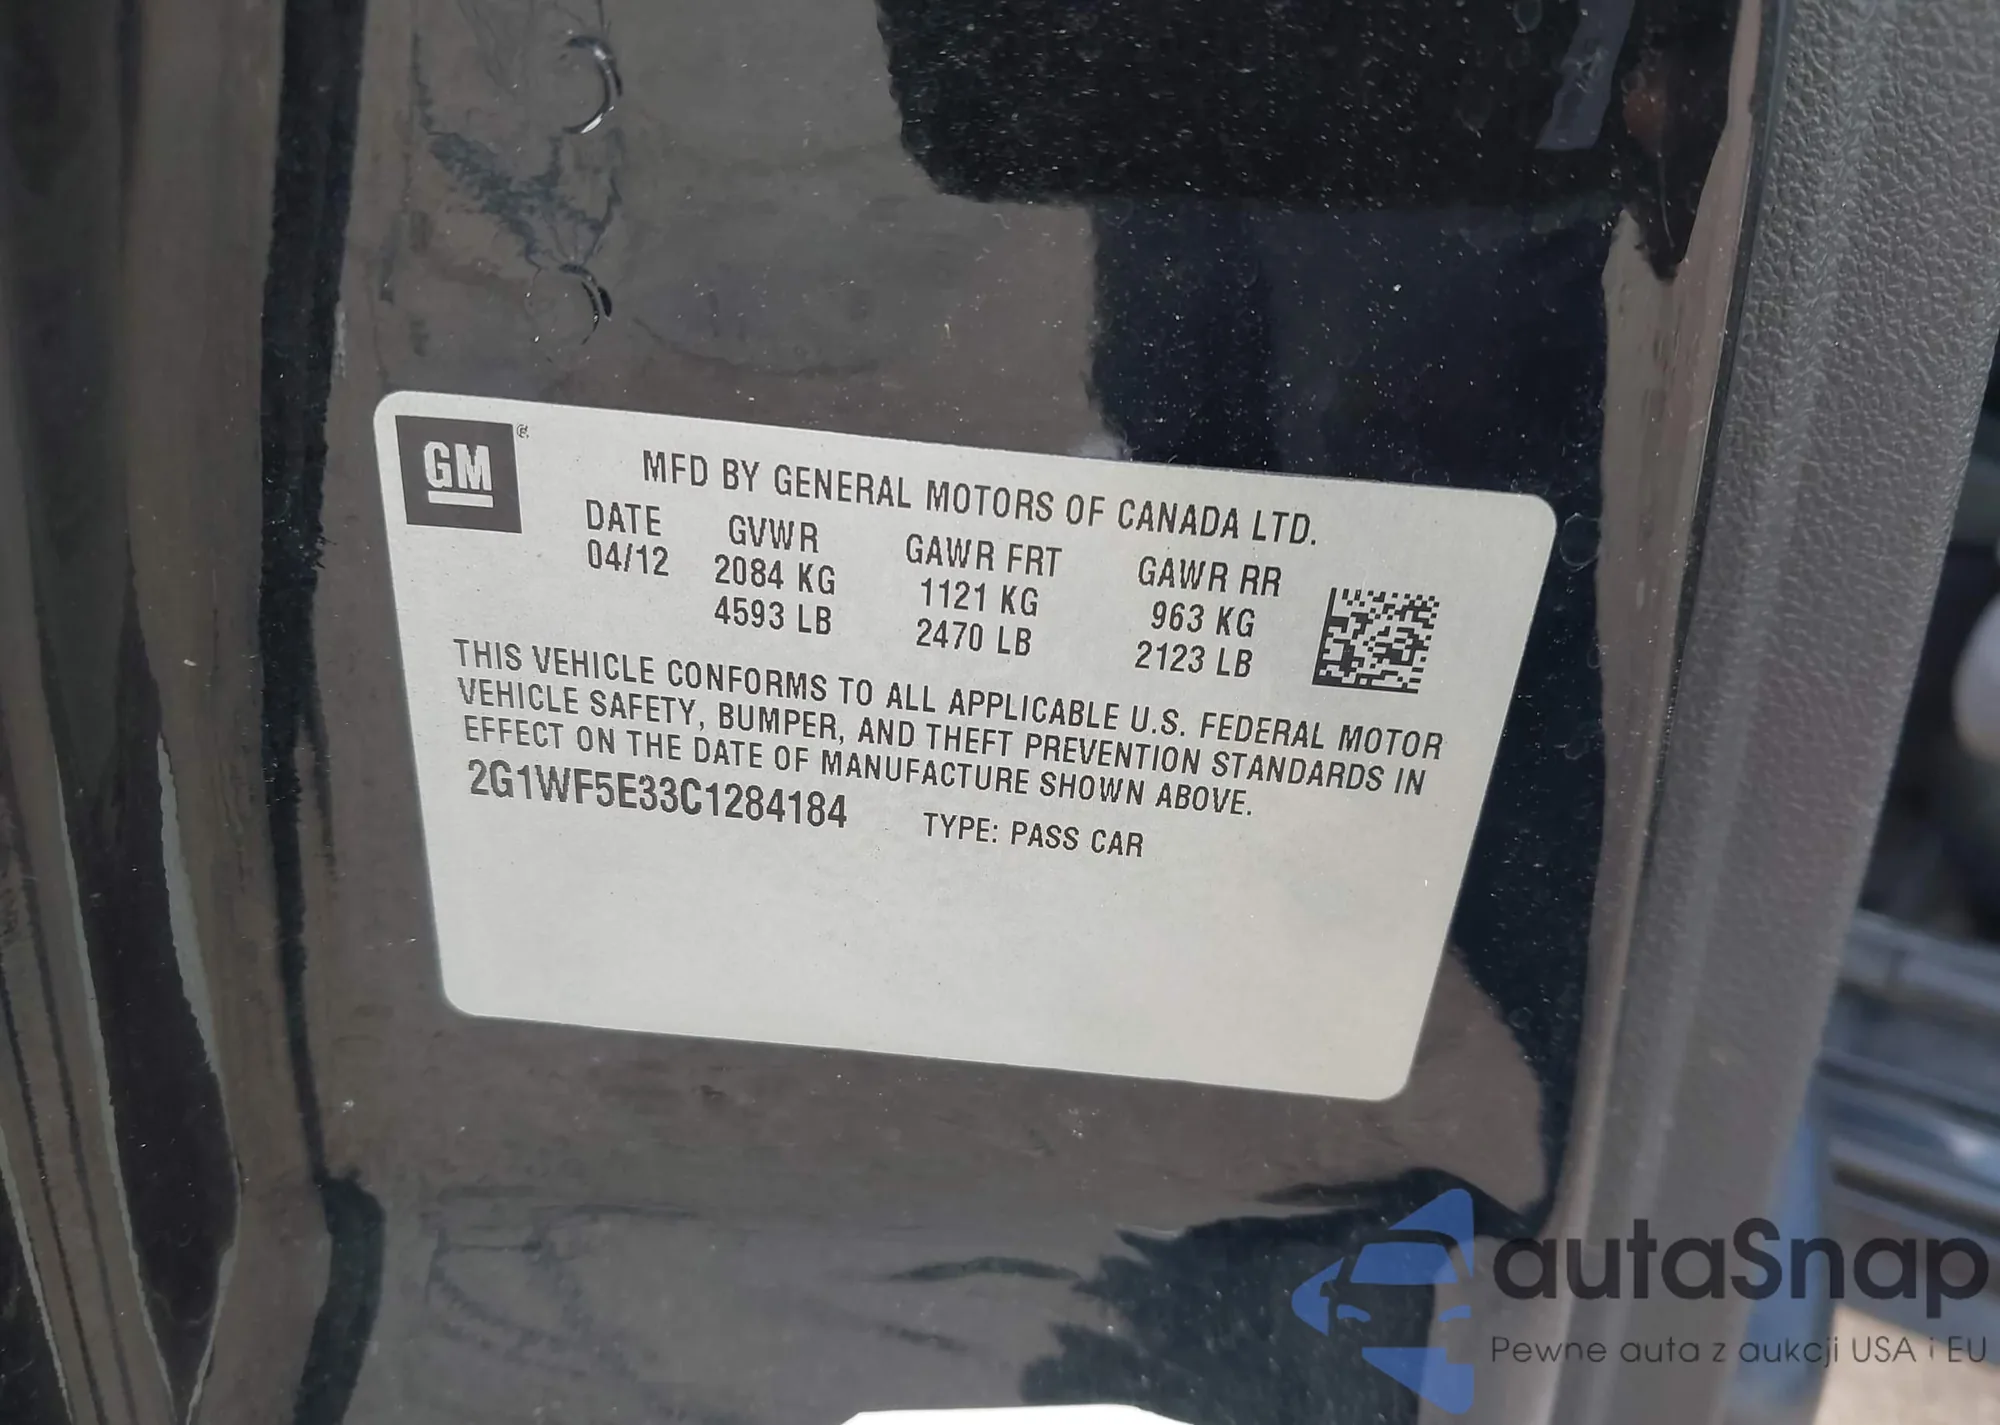 GM
MFD BY GENERAL MOTORS OF CANADA LTD.
DATE GVWR GAWR FRT GAWR RR
04/12 2084 KG 1121 KG 963 KG
4593 LB 2470 LB 2123 LB
THIS VEHICLE CONFORMS TO ALL APPLICABLE U.S. FEDERAL MOTOR
VEHICLE SAFETY, BUMPER, AND THEFT PREVENTION STANDARDS IN
EFFECT ON THE DATE OF MANUFACTURE SHOWN ABOVE.
2G1WF5E33C1284184 TYPE: PASS CAR
autaSnap
Pewne auta z aukcji USA i EU